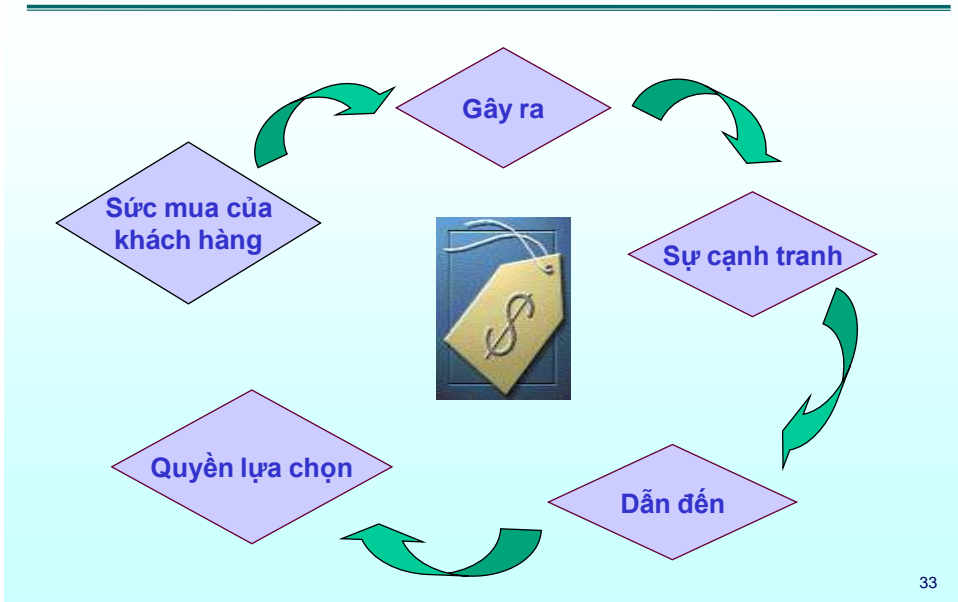 Gây ra
Sức mua của
khách hàng
Sự cạnh tranh
$
Quyền lựa chọn
Dẫn đến
33